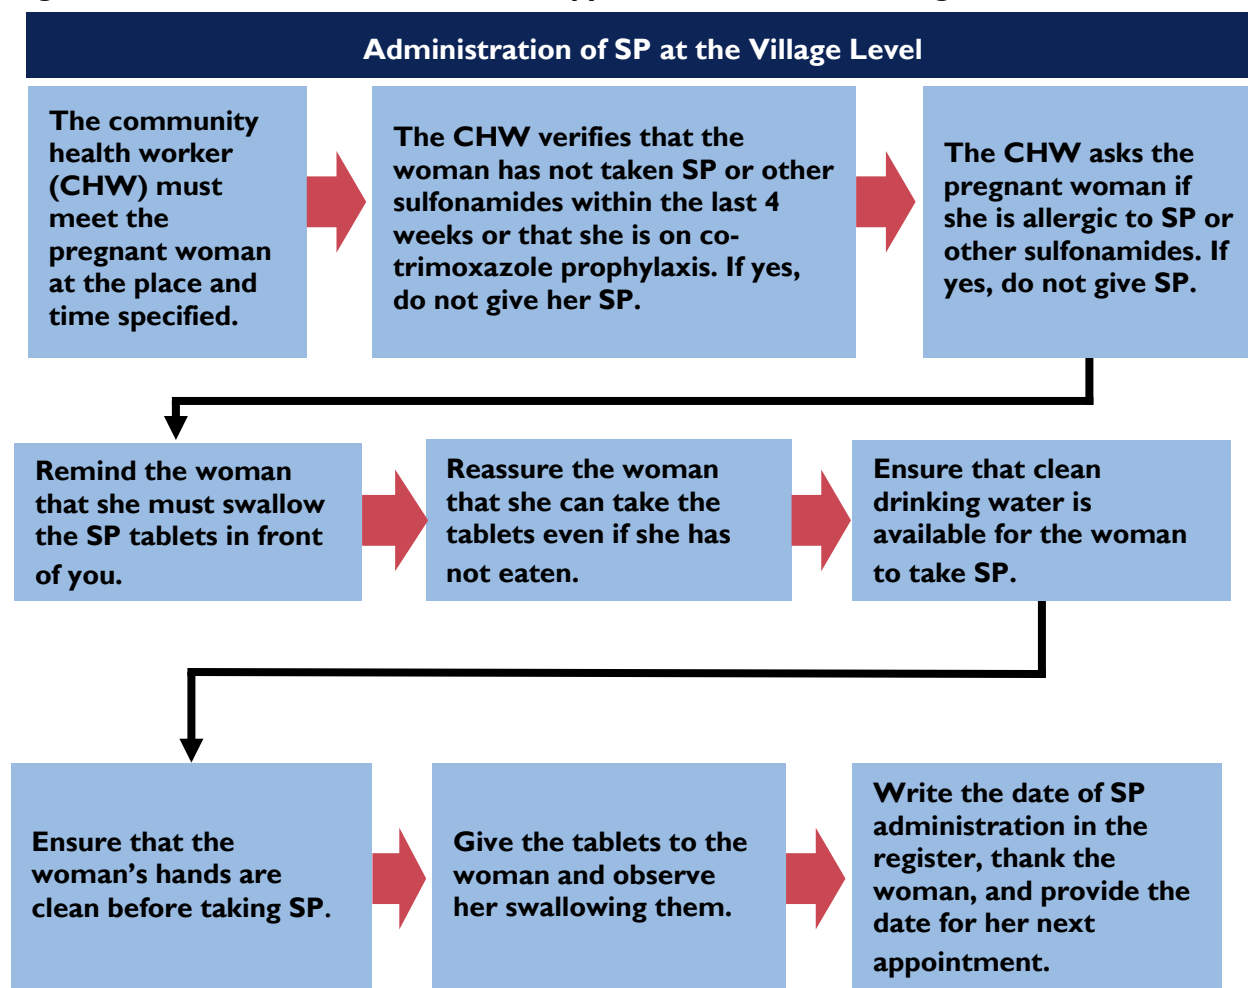 Administration of SP at the Village Level
The community
health worker
(CHW) must
meet the
pregnant woman
at the place and
time specified.
The CHW verifies that the
woman has not taken SP or other
sulfonamides within the last 4
weeks or that she is on co-
trimoxazole prophylaxis. If yes,
do not give her SP.
The CHW asks the
pregnant woman if
she is allergic to SP or
other sulfonamides. If
yes, do not give SP.
Remind the woman
that she must swallow
the SP tablets in front
of you.
Reassure the woman
that she can take the
tablets even if she has
not eaten.
Ensure that clean
drinking water is
available for the woman
to take SP.
Ensure that the
woman’s hands are
clean before taking SP.
Give the tablets to the
woman and observe
her swallowing them.
Write the date of SP
administration in the
register, thank the
woman, and provide the
date for her next
appointment.